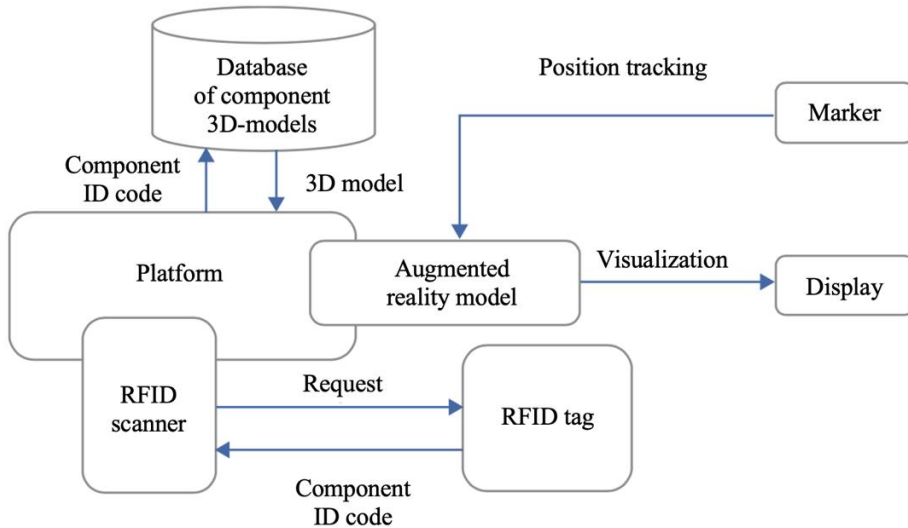 Database
of component
3D-models
Position tracking
Marker
Component
ID code
3D model
Platform
Augmented
reality model
Visualization
Display
RFID
scanner
Request
RFID tag
Component
ID code